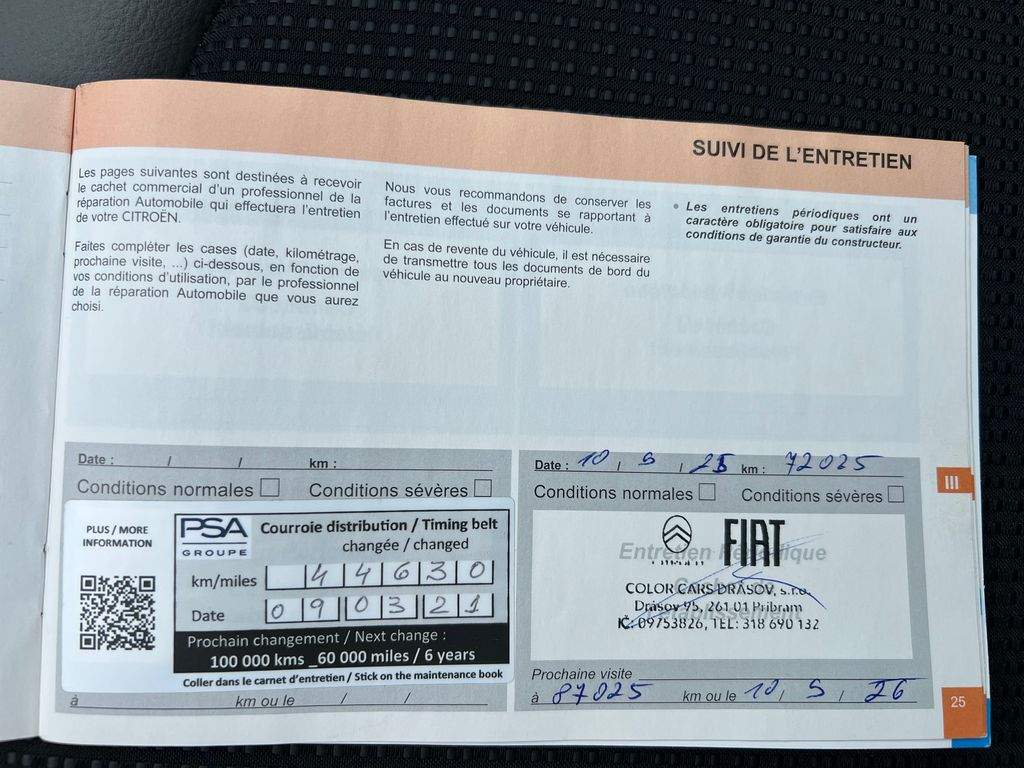 SUIVI DE L'ENTRETIEN
Les pages suivantes sont destinées à recevoir
le cachet commercial d'un professionnel de la
réparation Automobile qui effectuera l'entretien
de votre CITROËN.
Faites compléter les cases (date, kilométrage,
prochaine visite, ...) ci-dessous, en fonction de
vos conditions d'utilisation, par le professionnel
de la réparation Automobile que vous aurez
choisi.
Nous vous recommandons de conserver les
factures et les documents se rapportant à
l'entretien effectué sur votre véhicule.
En cas de revente du véhicule, il est nécessaire
de transmettre tous les documents de bord du
véhicule au nouveau propriétaire.
• Les entretiens périodiques ont un
caractère obligatoire pour satisfaire aux
conditions de garantie du constructeur.
Date : / / km :
Conditions normales Conditions sévères
PLUS / MORE
INFORMATION
PSA
GROUPE
Courroie distribution / Timing belt
changée / changed
km/miles 44630
Date 090321
Prochain changement / Next change :
100 000 kms _60 000 miles / 6 years
Coller dans le carnet d'entretien / Stick on the maintenance book
à km ou le / /
Date : 10 / 9 / 25 km : 72025
Conditions normales Conditions sévères
Entretien Périodique
FIAT
COLOR CARS DRÁSOV, s.r.o.
Drásov 95, 261 01 Příbram
IČ: 09753826, TEL: 318 690 132
Prochaine visite
à 87025 km ou le 10 / 9 / 26
III
25